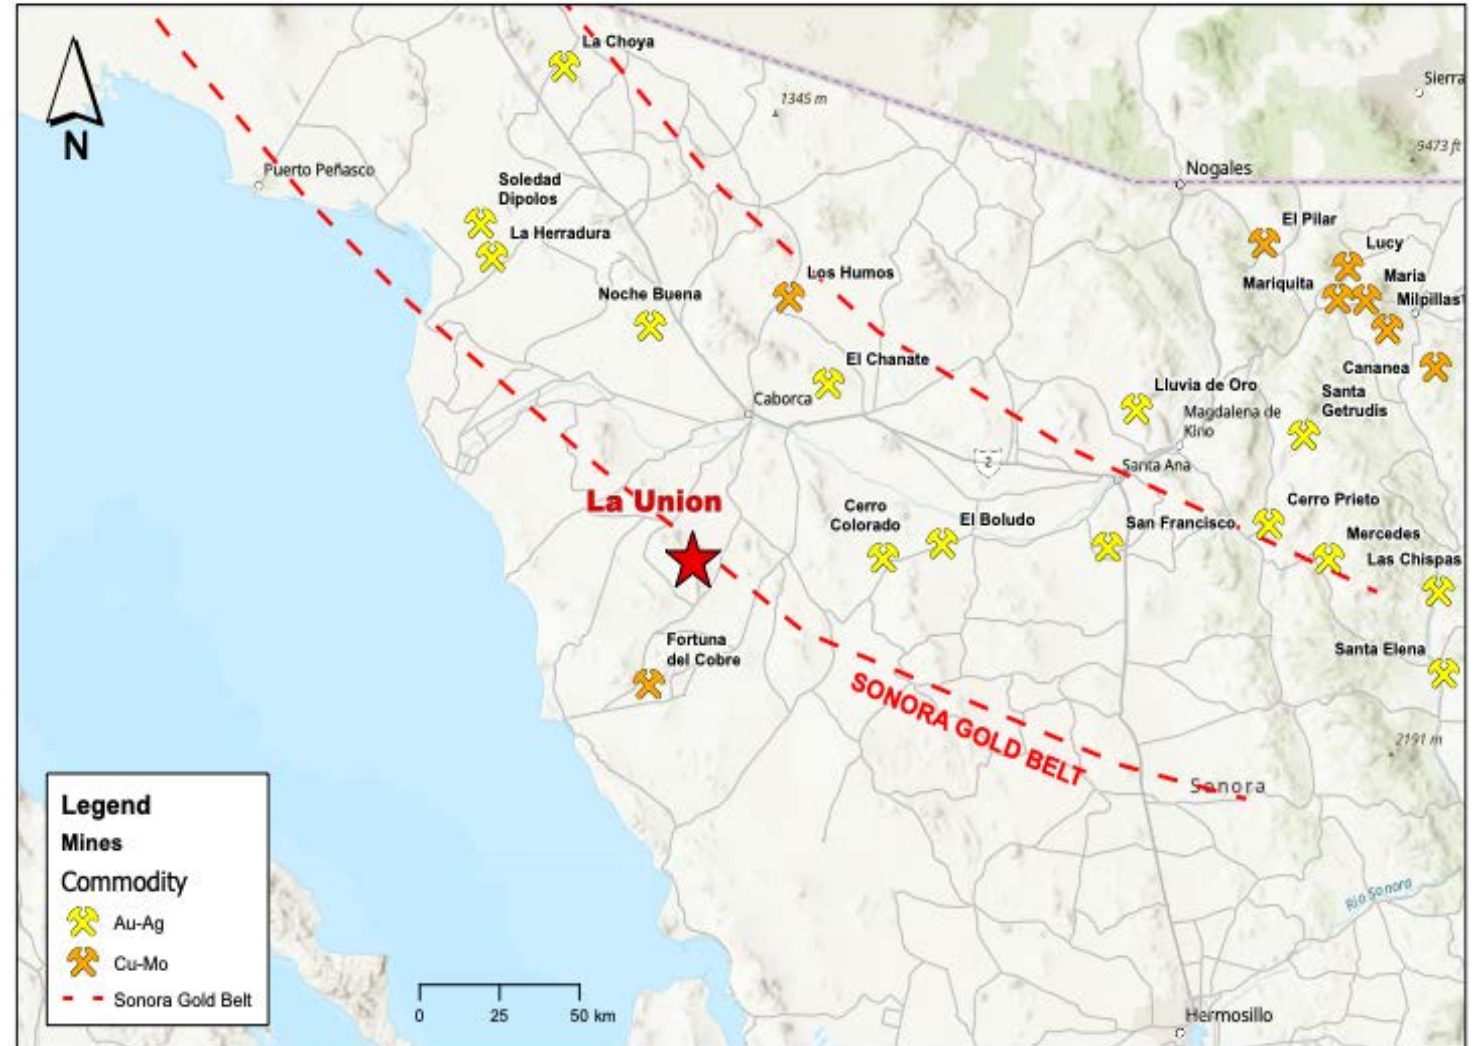 La Choya
1345 m
Sierra
9473 ft
N
Puerto Peñasco
Nogales
Soledad
Dipolos
La Herradura
El Pilar
Lucy
Los Humos
Noche Buena
Mariquita
Maria
Milpillas
El Chanate
Cananea
Caborca
Lluvia de Oro
Santa
Getrudis
Magdalena de
Kino
2
Santa Ana
La Union
Cerro
Colorado
El Boludo
San Francisco
Cerro Prieto
Mercedes
Las Chispas
Fortuna
del Cobre
Santa Elena
SONORA GOLD BELT
2191 m
Sonora
Legend
Mines
Commodity
Au-Ag
Cu-Mo
Sonora Gold Belt
0 25 50 km
Rio Sonora
Hermosillo